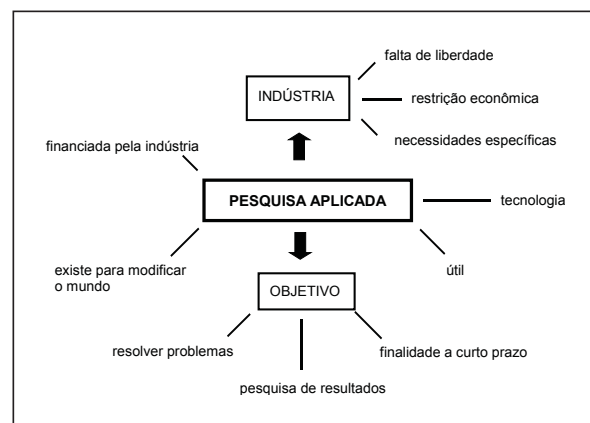 falta de liberdade
INDÚSTRIA
restrição econômica
necessidades específicas
financiada pela indústria
PESQUISA APLICADA
tecnologia
existe para modificar
o mundo
útil
OBJETIVO
resolver problemas
finalidade a curto prazo
pesquisa de resultados